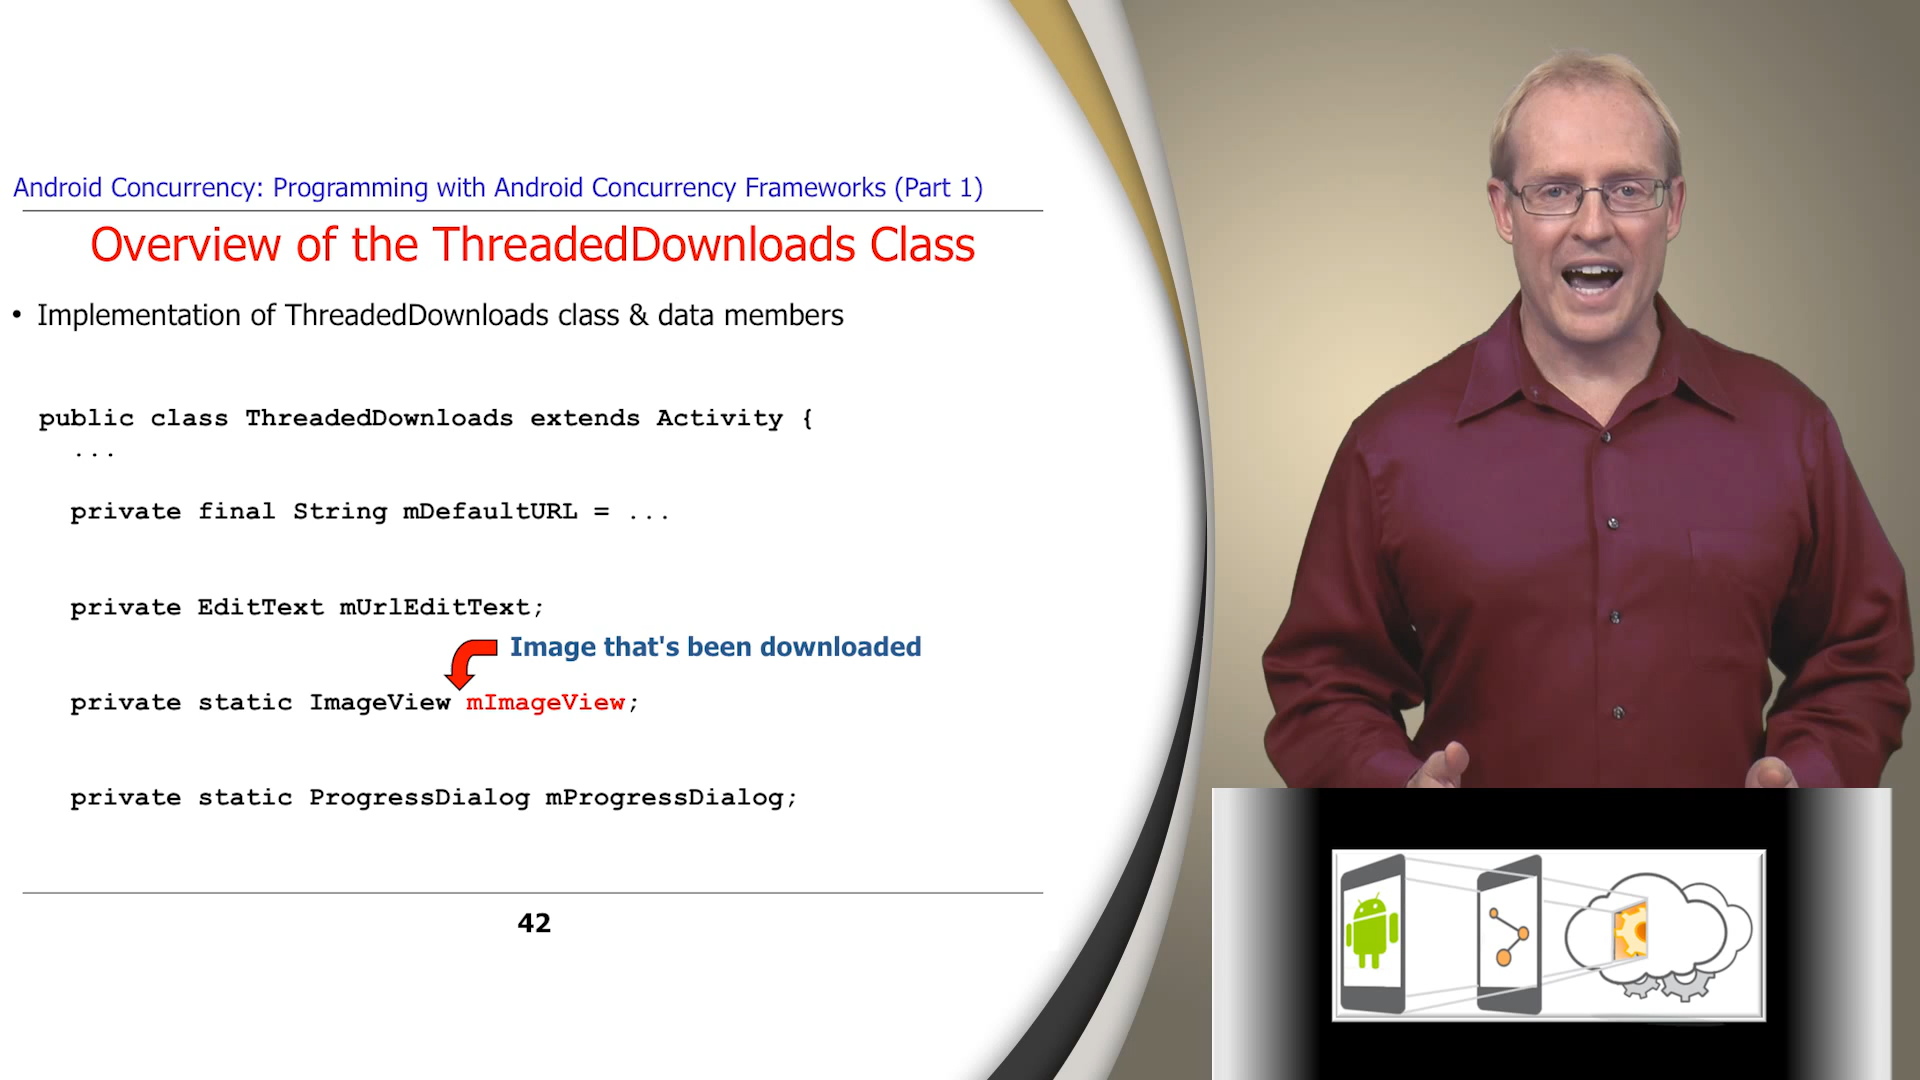 Android Concurrency: Programming with Android Concurrency Frameworks (Part 1)
Overview of the ThreadedDownloads Class
• Implementation of ThreadedDownloads class & data members
public class ThreadedDownloads extends Activity {
...
private final String mDefaultURL = ...
private EditText mUrlEditText;
Image that's been downloaded
private static ImageView mImageView;
private static ProgressDialog mProgressDialog;
42